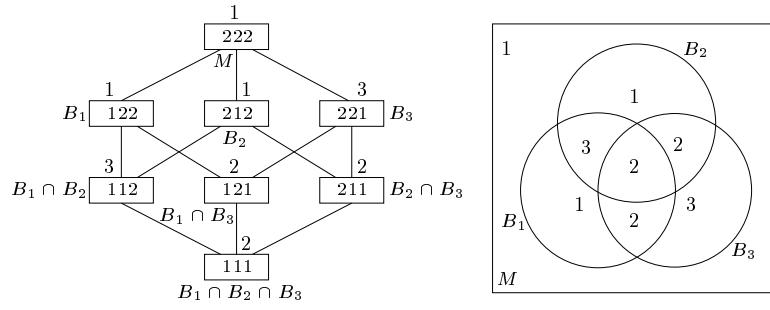 1
222
M
1 1 3
B₁ 122 212 221 B₃
B₂
3 2 2
B₁ ∩ B₂ 112 121 211 B₂ ∩ B₃
B₁ ∩ B₃
2
111
B₁ ∩ B₂ ∩ B₃
1 B₂
1
3 2
2
1 3
B₁ 2
B₃
M